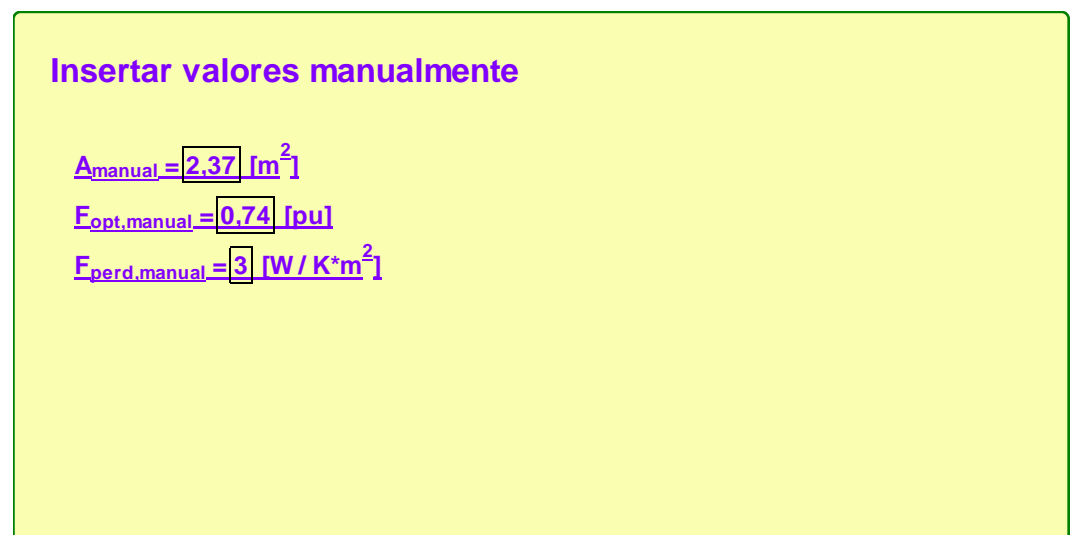 Insertar valores manualmente
Amanual = 2,37 [m2]
Fopt,manual = 0,74 [pu]
Fperd,manual = 3 [W / K*m2]